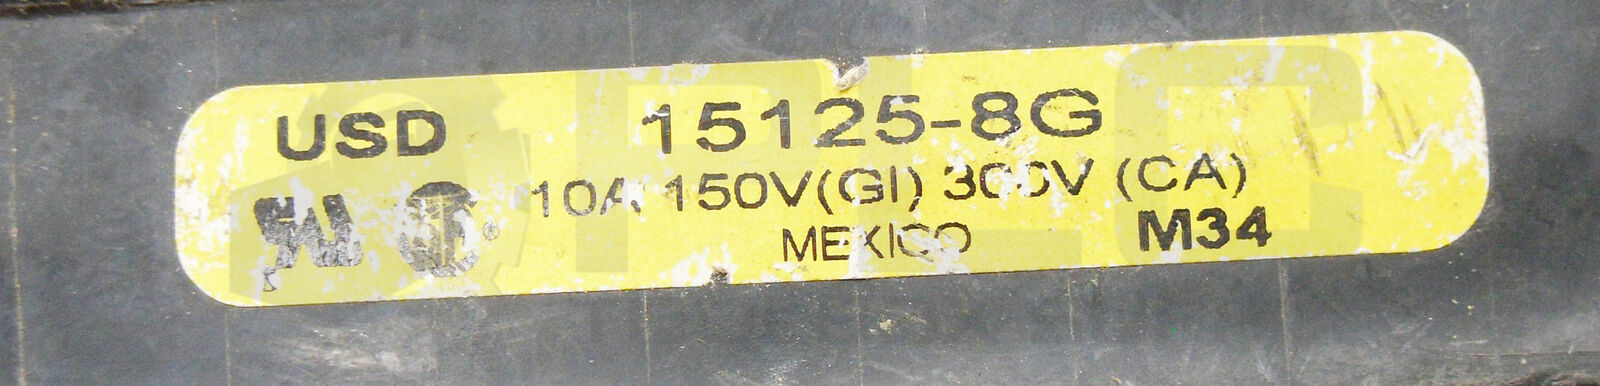 USD 15125-8G
10A 150V(GI) 300V (CA)
MEXICO M34